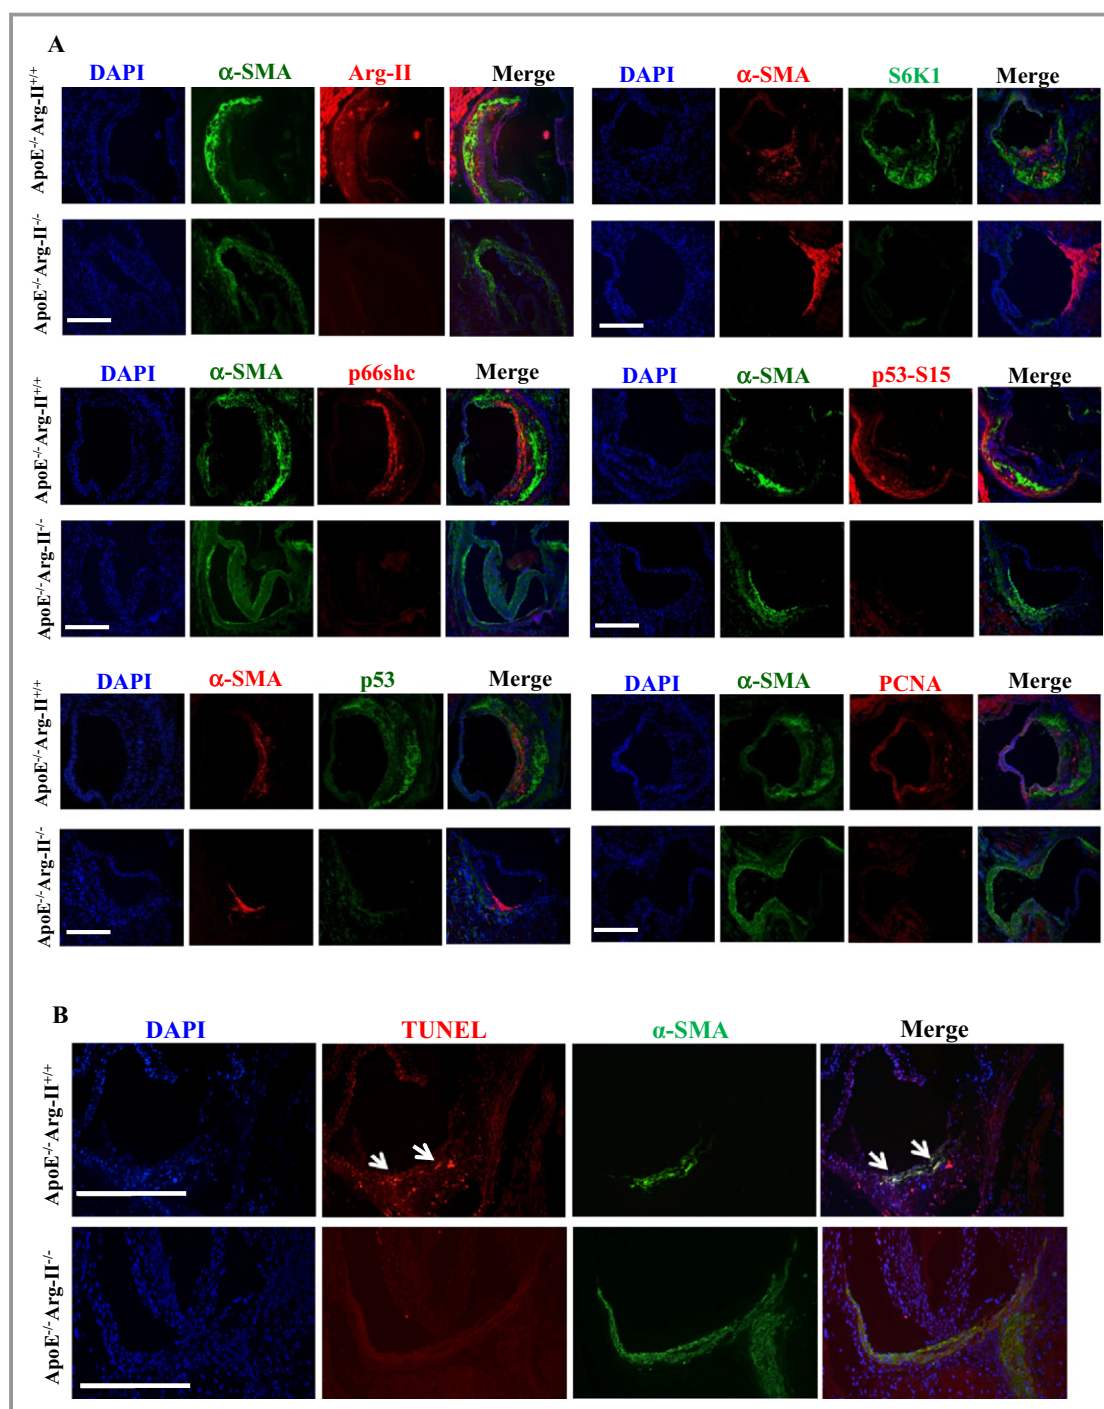 A
DAPI α-SMA Arg-II Merge DAPI α-SMA S6K1 Merge
ApoE-/-Arg-II+/+
ApoE-/-Arg-II-/-
DAPI α-SMA p66shc Merge DAPI α-SMA p53-S15 Merge
ApoE-/-Arg-II+/+
ApoE-/-Arg-II-/-
DAPI α-SMA p53 Merge DAPI α-SMA PCNA Merge
ApoE-/-Arg-II+/+
ApoE-/-Arg-II-/-
B
DAPI TUNEL α-SMA Merge
ApoE-/-Arg-II+/+
ApoE-/-Arg-II-/-